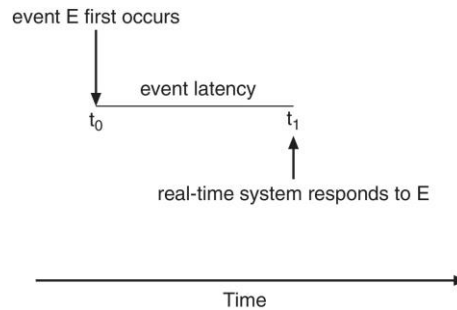 event E first occurs
event latency
t0 t1
real-time system responds to E
Time